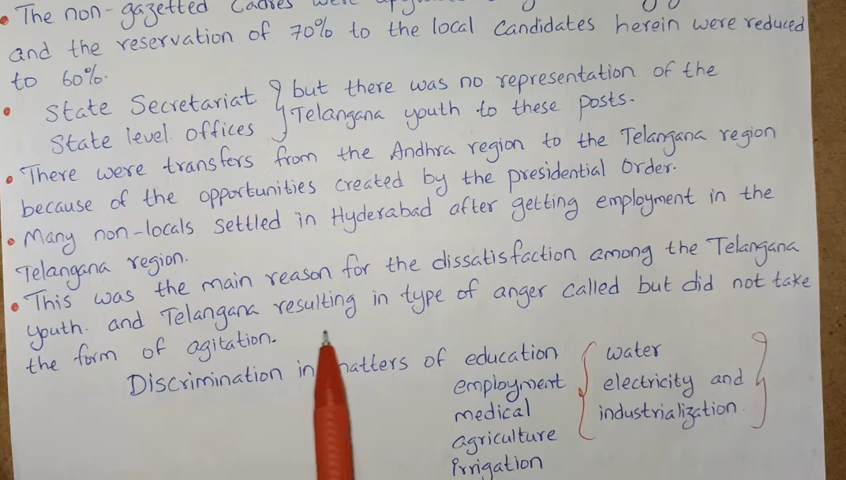 • The non-gazetted Cadres were
and the reservation of 70% to the local candidates herein were reduced
to 60%.
• State Secretariat } but there was no representation of the
State level offices } Telangana youth to these posts.
• There were transfers from the Andhra region to the Telangana region
because of the opportunities created by the presidential Order.
• Many non-locals settled in Hyderabad after getting employment in the
Telangana region.
• This was the main reason for the dissatisfaction among the Telangana
youth. and Telangana resulting in type of anger called but did not take
the form of agitation.
Discrimination in matters of education { water
employment electricity and
medical industrialization }
agriculture
irrigation